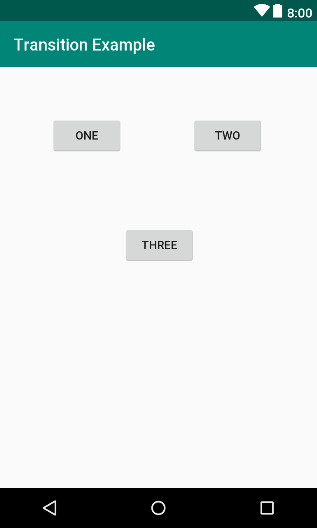 8:00
Transition Example
ONE TWO
THREE